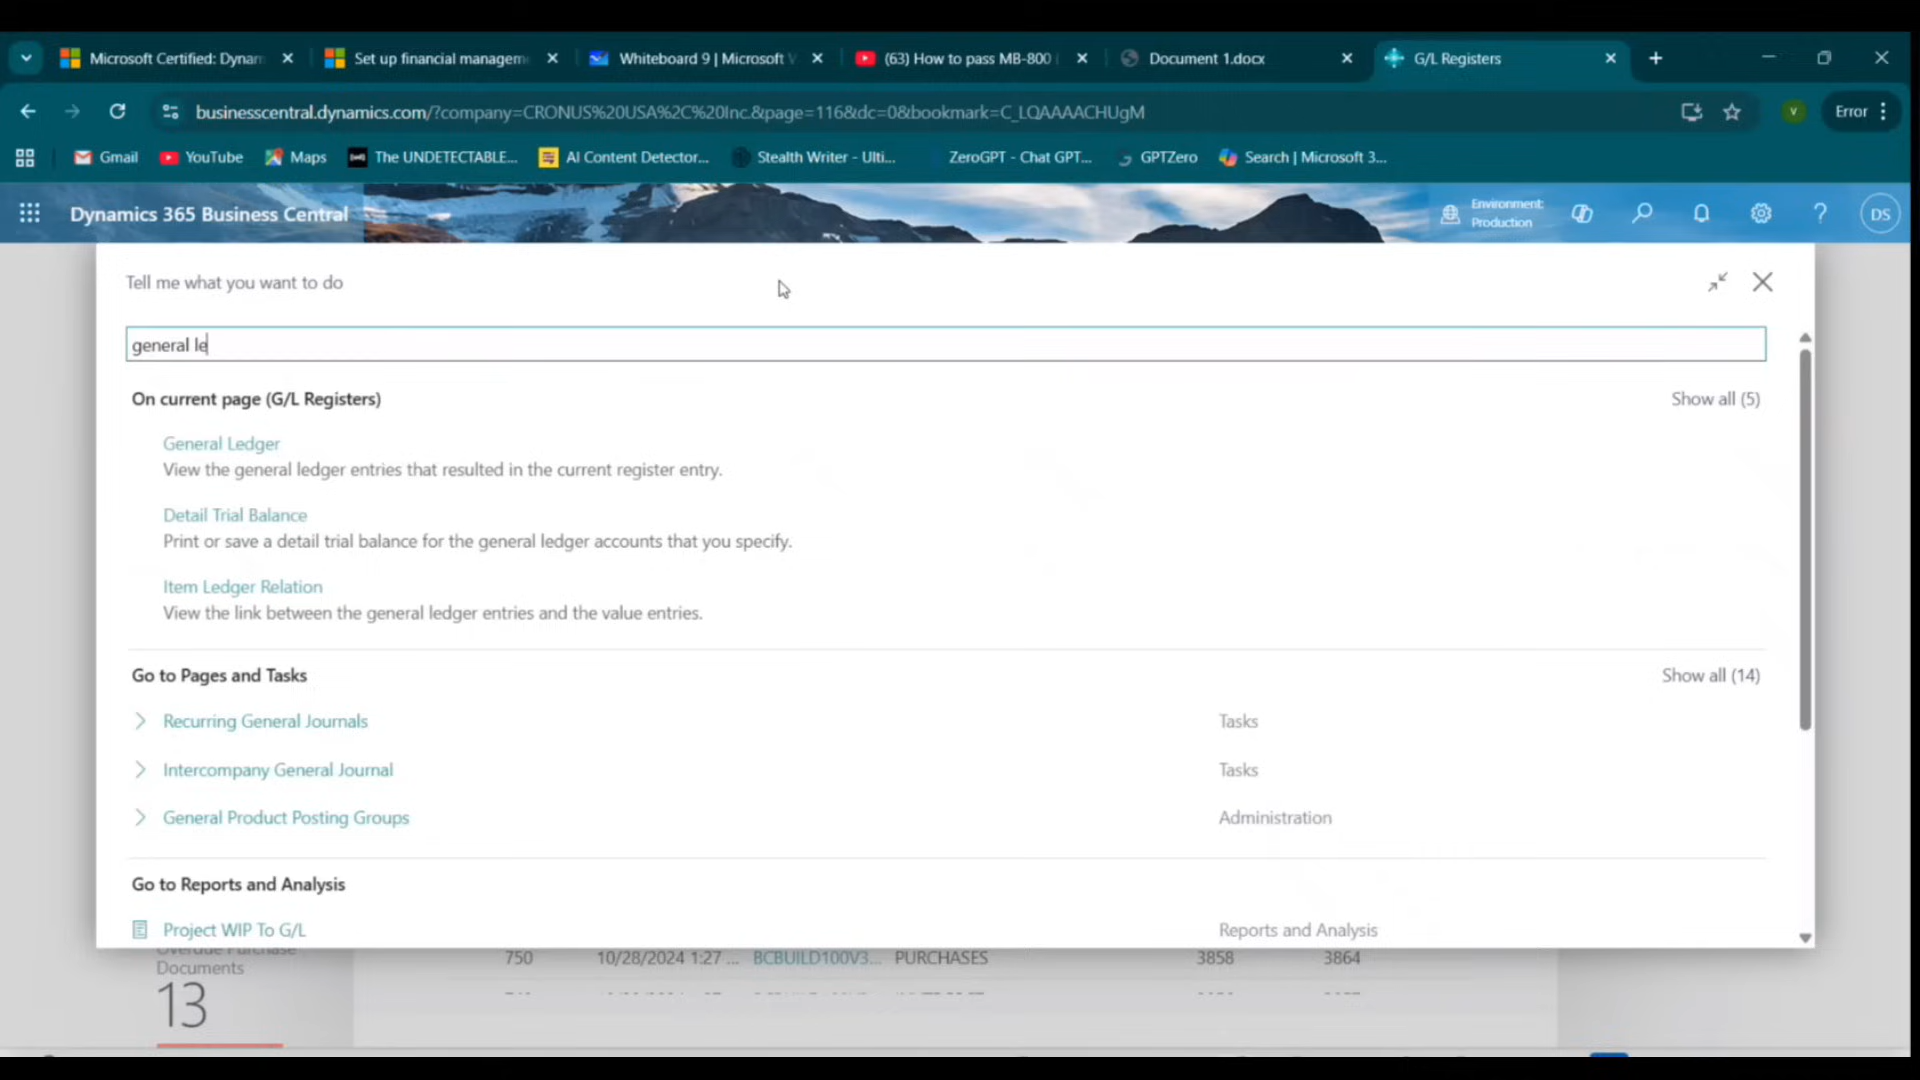 Microsoft Certified: Dynan
Set up financial managem
Whiteboard 9 | Microsoft V
(63) How to pass MB-800
Document 1.docx
G/L Registers
businesscentral.dynamics.com/?company=CRONUS%20USA%2C%20Inc.&page=116&dc=0&bookmark=C_LQAAAACHUgM
V
Error
Gmail
YouTube
Maps
The UNDETECTABLE...
AI Content Detector...
Stealth Writer - Ulti...
ZeroGPT - Chat GPT...
GPTZero
Search | Microsoft 3...
Dynamics 365 Business Central
Environment:
Production
DS
Tell me what you want to do
general le
On current page (G/L Registers)
Show all (5)
General Ledger
View the general ledger entries that resulted in the current register entry.
Detail Trial Balance
Print or save a detail trial balance for the general ledger accounts that you specify.
Item Ledger Relation
View the link between the general ledger entries and the value entries.
Go to Pages and Tasks
Show all (14)
Recurring General Journals
Tasks
Intercompany General Journal
Tasks
General Product Posting Groups
Administration
Go to Reports and Analysis
Project WIP To G/L
Reports and Analysis
Overdue Purchase
Documents
13
750
10/28/2024 1:27 ...
BCBUILD100V3...
PURCHASES
3858
3864